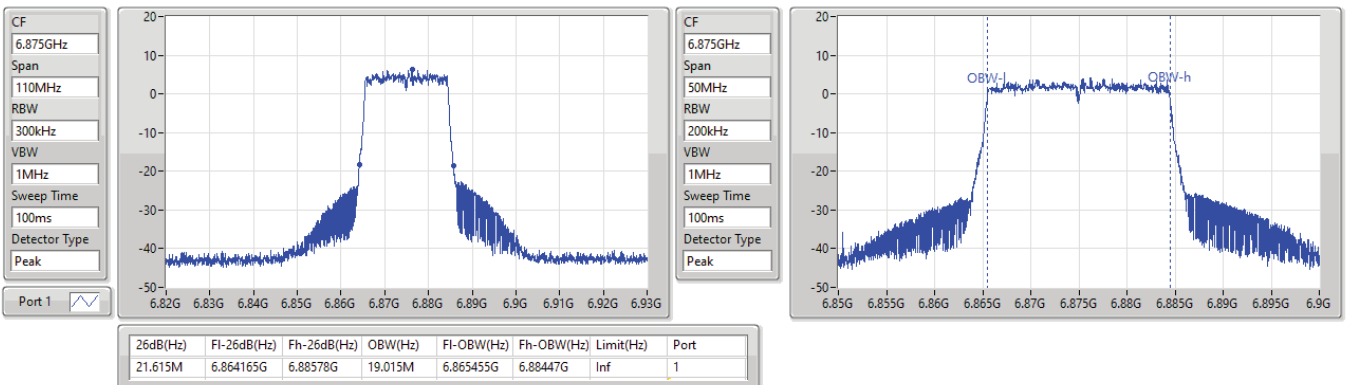 CF
6.875GHz
Span
110MHz
RBW
300kHz
VBW
1MHz
Sweep Time
100ms
Detector Type
Peak
Port 1
20
10
0
-10
-20
-30
-40
-50
6.82G 6.83G 6.84G 6.85G 6.86G 6.87G 6.88G 6.89G 6.9G 6.91G 6.92G 6.93G
CF
6.875GHz
Span
50MHz
RBW
200kHz
VBW
1MHz
Sweep Time
100ms
Detector Type
Peak
20
10
0
-10
-20
-30
-40
-50
OBW-l OBW-h
6.85G 6.855G 6.86G 6.865G 6.87G 6.875G 6.88G 6.885G 6.89G 6.895G 6.9G
26dB(Hz) Fl-26dB(Hz) Fh-26dB(Hz) OBW(Hz) Fl-OBW(Hz) Fh-OBW(Hz) Limit(Hz) Port
21.615M 6.864165G 6.88578G 19.015M 6.865455G 6.88447G Inf 1